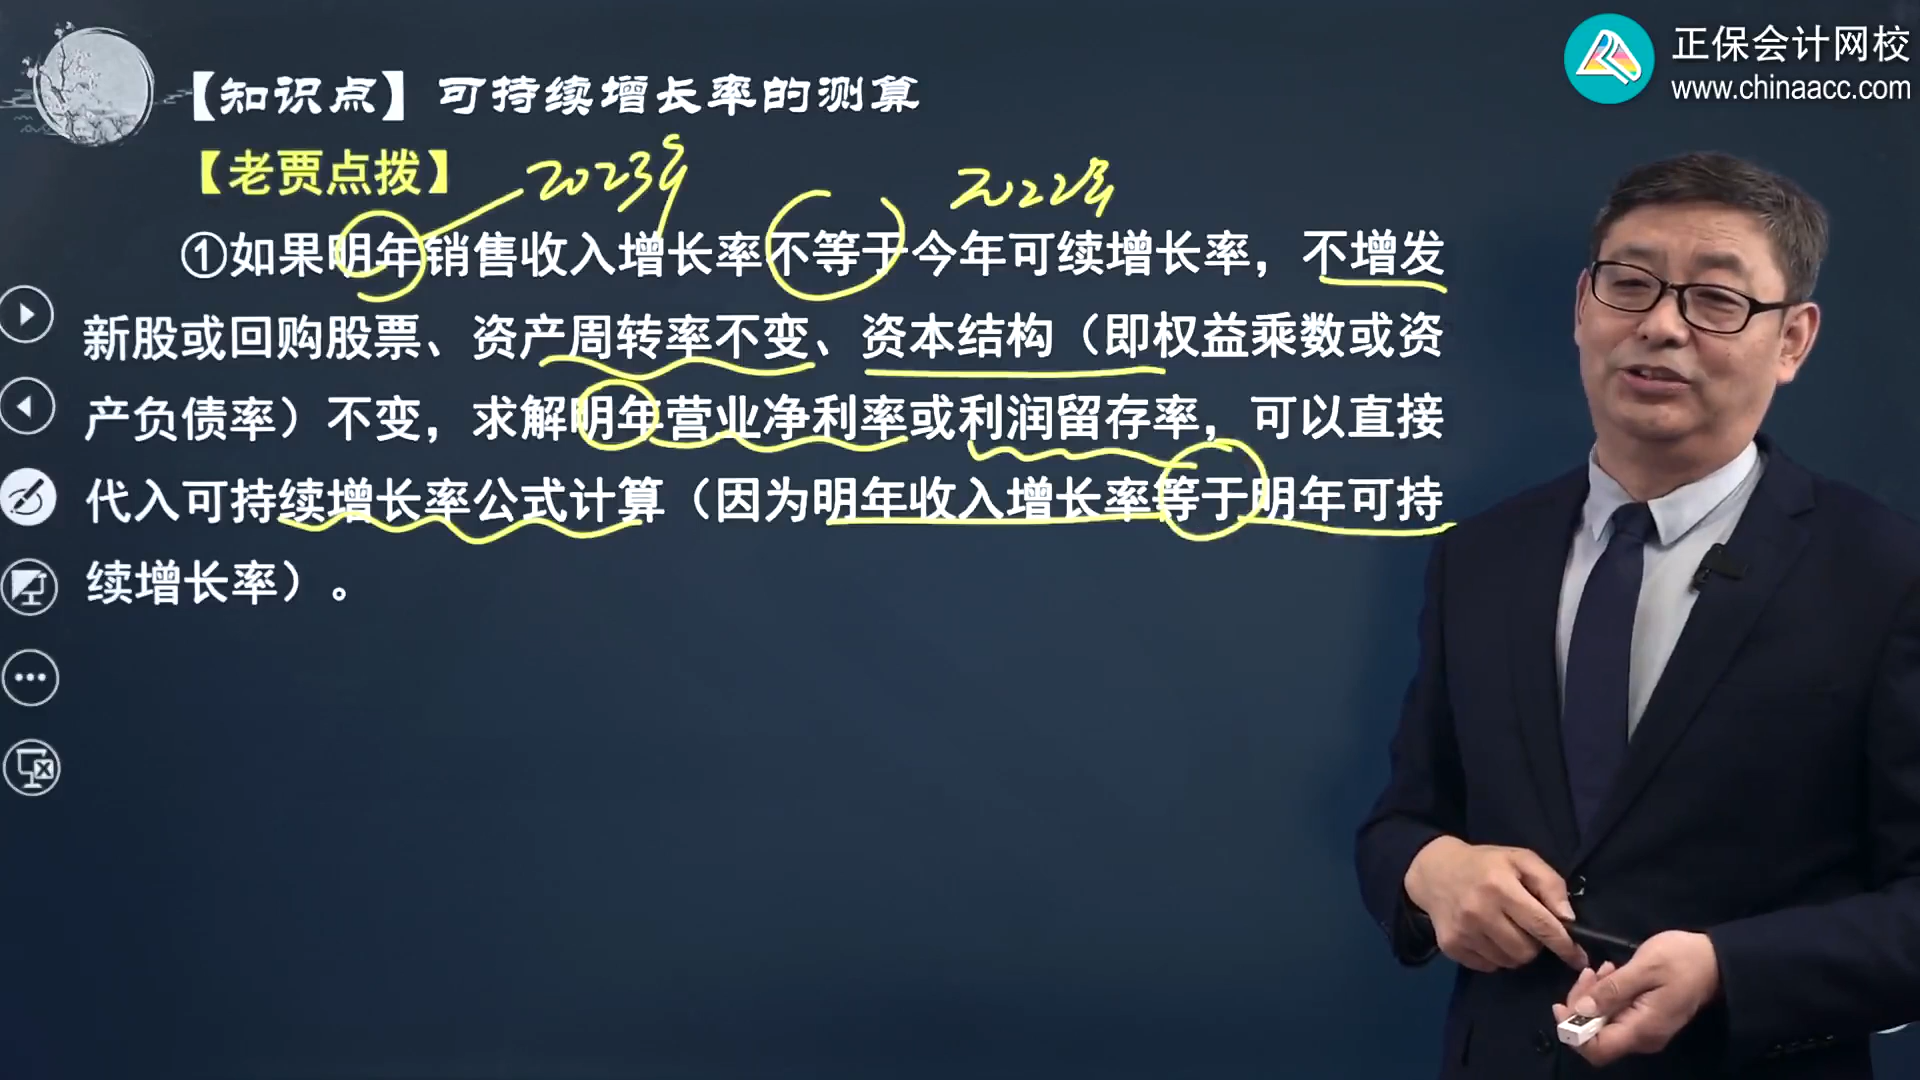 正保会计网校
www.chinaacc.com
【知识点】可持续增长率的测算
【老贾点拨】
2023年
2022年
①如果明年销售收入增长率不等于今年可续增长率，不增发
新股或回购股票、资产周转率不变、资本结构（即权益乘数或资
产负债率）不变，求解明年营业净利率或利润留存率，可以直接
代入可持续增长率公式计算（因为明年收入增长率等于明年可持
续增长率）。